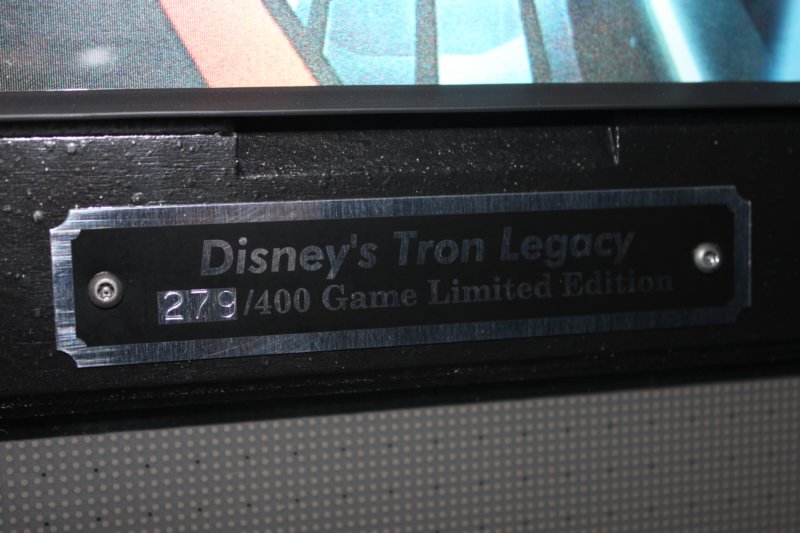 Disney's Tron Legacy
279/400 Game Limited Edition